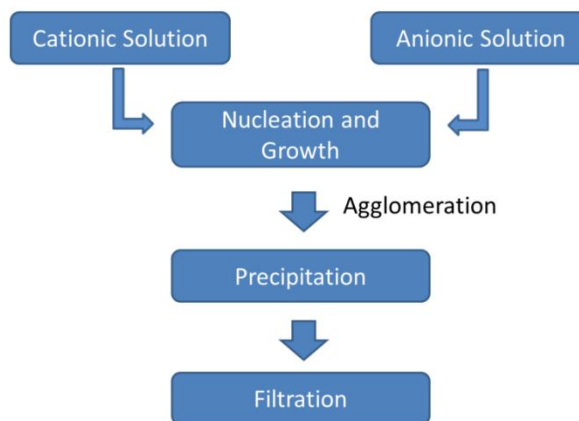 Cationic Solution
Anionic Solution
Nucleation and
Growth
Agglomeration
Precipitation
Filtration